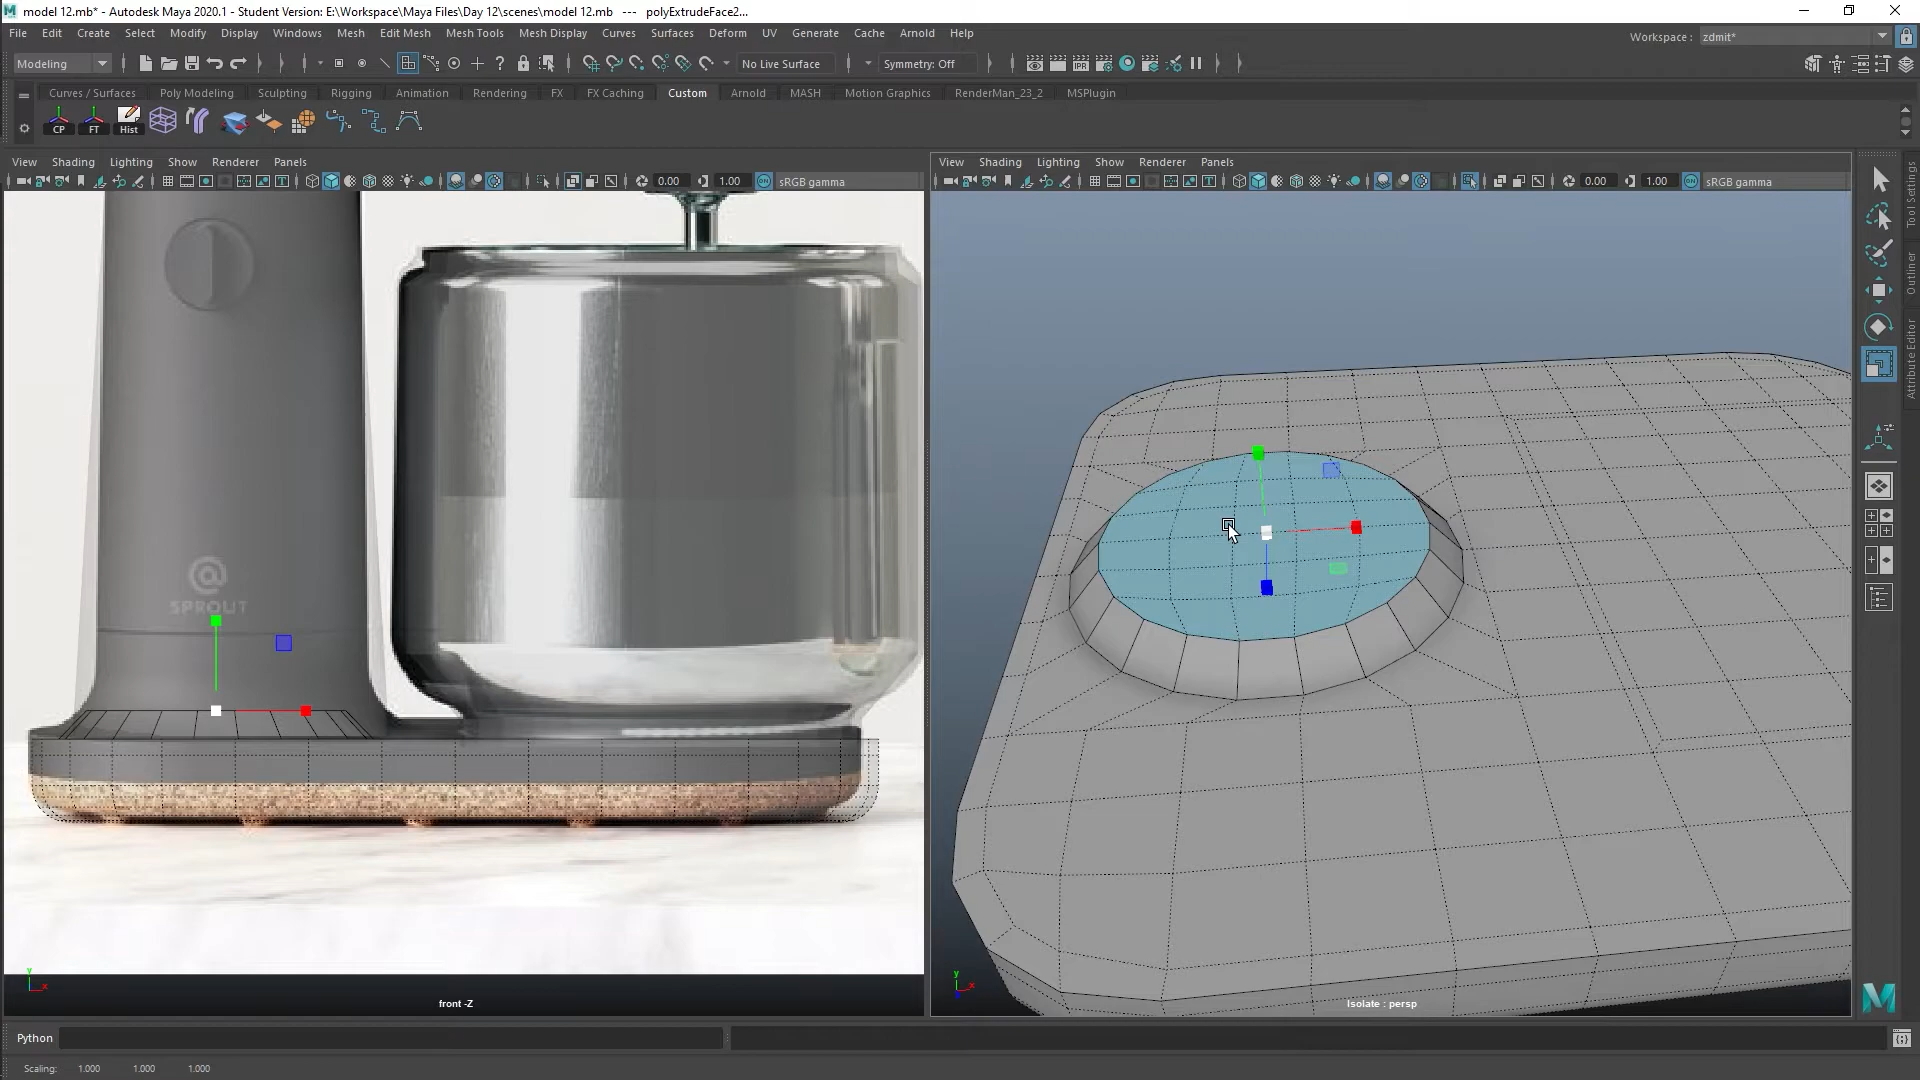 model 12.mb* - Autodesk Maya 2020.1 - Student Version: E:\Workspace\Maya Files\Day 12\scenes\model 12.mb   ---   polyExtrudeFace2...
File Edit Create Select Modify Display Windows Mesh Edit Mesh Mesh Tools Mesh Display Curves Surfaces Deform UV Generate Cache Arnold Help
Workspace : zdmit*
Modeling No Live Surface Symmetry: Off
Curves / Surfaces Poly Modeling Sculpting Rigging Animation Rendering FX FX Caching Custom Arnold MASH Motion Graphics RenderMan_23_2 MSPlugin
CP FT Hist
View Shading Lighting Show Renderer Panels
0.00 1.00 sRGB gamma
View Shading Lighting Show Renderer Panels
0.00 1.00 sRGB gamma
Tool Settings
Outliner
Attribute Editor
SPROUT
y
x
front -Z
y
x
Isolate : persp
Python
Scaling: 1.000 1.000 1.000